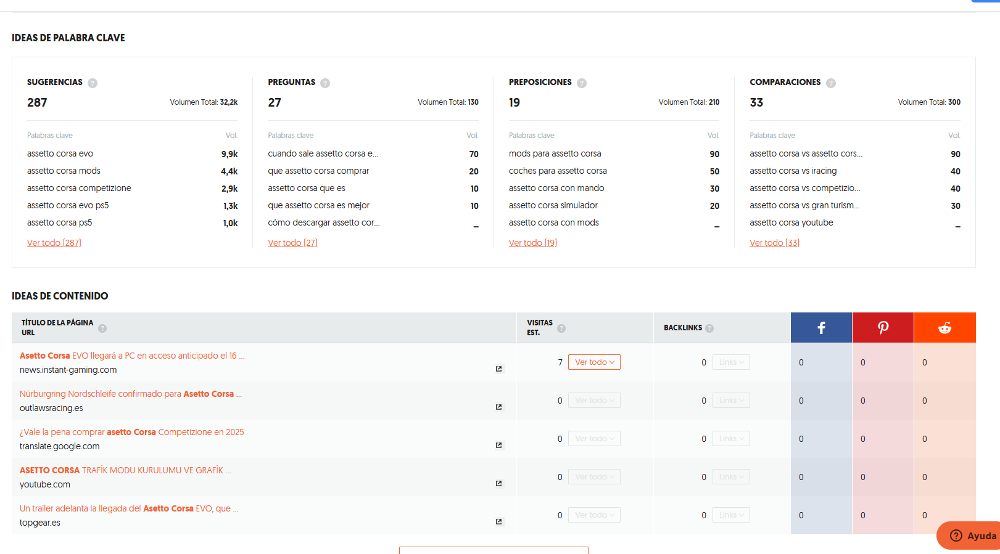 IDEAS DE PALABRA CLAVE
SUGERENCIAS ?
287 Volumen Total: 32,2k
Palabras clave Vol.
assetto corsa evo 9,9k
assetto corsa mods 4,4k
assetto corsa competizione 2,9k
assetto corsa evo ps5 1,3k
assetto corsa ps5 1,0k
Ver todo (287)
PREGUNTAS ?
27 Volumen Total: 130
Palabras clave Vol.
cuando sale assetto corsa e... 70
que assetto corsa comprar 20
assetto corsa que es 10
que assetto corsa es mejor 10
cómo descargar assetto cor... –
Ver todo (27)
PREPOSICIONES ?
19 Volumen Total: 210
Palabras clave Vol.
mods para assetto corsa 90
coches para assetto corsa 50
assetto corsa con mando 30
assetto corsa simulador 20
assetto corsa con mods –
Ver todo (19)
COMPARACIONES ?
33 Volumen Total: 300
Palabras clave Vol.
assetto corsa vs assetto cors... 90
assetto corsa vs iracing 40
assetto corsa vs competizio... 40
assetto corsa vs gran turism... 30
assetto corsa youtube –
Ver todo (33)
IDEAS DE CONTENIDO
TÍTULO DE LA PÁGINA
URL ?
VISITAS
EST. ?
BACKLINKS ?
Asetto Corsa EVO llegará a PC en acceso anticipado el 16 ...
news.instant-gaming.com
7 Ver todo 0 Links 0 0 0
Nürburgring Nordschleife confirmado para Asetto Corsa ...
outlawsracing.es
0 Ver todo 0 Links 0 0 0
¿Vale la pena comprar asetto Corsa Competizione en 2025
translate.google.com
0 Ver todo 0 Links 0 0 0
ASETTO CORSA TRAFİK MODU KURULUMU VE GRAFİK ...
youtube.com
0 Ver todo 0 Links 0 0 0
Un trailer adelanta la llegada del Asetto Corsa EVO, que ...
topgear.es
0 Ver todo 0 Links 0 0 0
? Ayuda